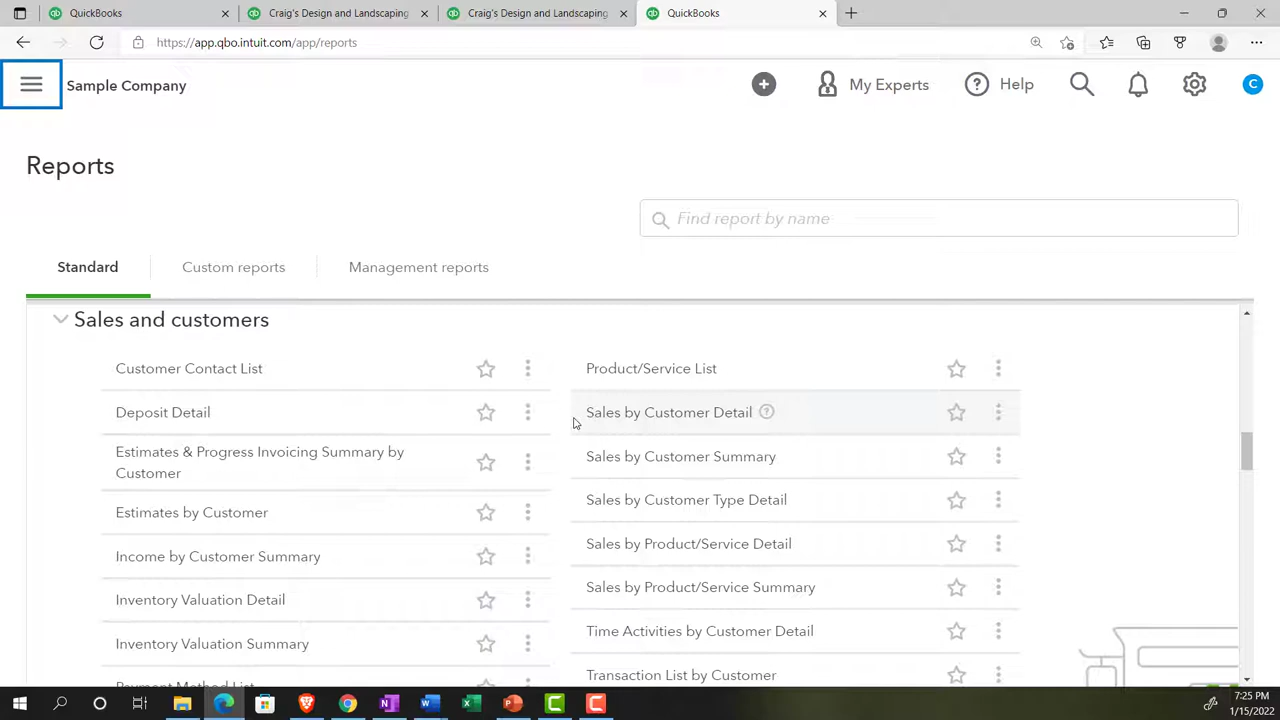 QuickBooks
Craig's Design and Landscaping
Craig's Design and Landscaping
QuickBooks
https://app.qbo.intuit.com/app/reports
Sample Company
My Experts
Help
C
Reports
Find report by name
Standard
Custom reports
Management reports
Sales and customers
Customer Contact List
Product/Service List
Deposit Detail
Sales by Customer Detail
Estimates & Progress Invoicing Summary by
Customer
Sales by Customer Summary
Estimates by Customer
Sales by Customer Type Detail
Income by Customer Summary
Sales by Product/Service Detail
Inventory Valuation Detail
Sales by Product/Service Summary
Inventory Valuation Summary
Time Activities by Customer Detail
Payment Method List
Transaction List by Customer
7:25 PM
1/15/2022